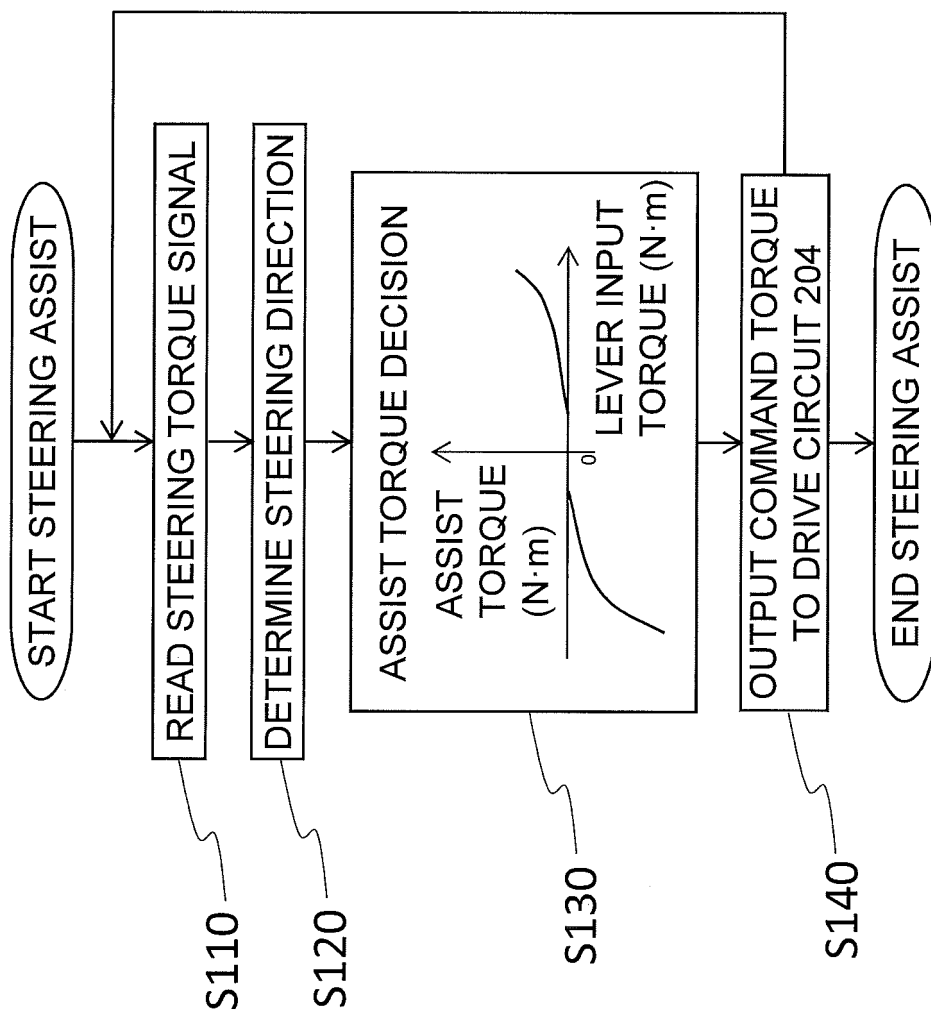 START STEERING ASSIST
S110
READ STEERING TORQUE SIGNAL
S120
DETERMINE STEERING DIRECTION
S130
ASSIST TORQUE DECISION
ASSIST
TORQUE
(N·m)
0
LEVER INPUT
TORQUE (N·m)
S140
OUTPUT COMMAND TORQUE
TO DRIVE CIRCUIT 204
END STEERING ASSIST